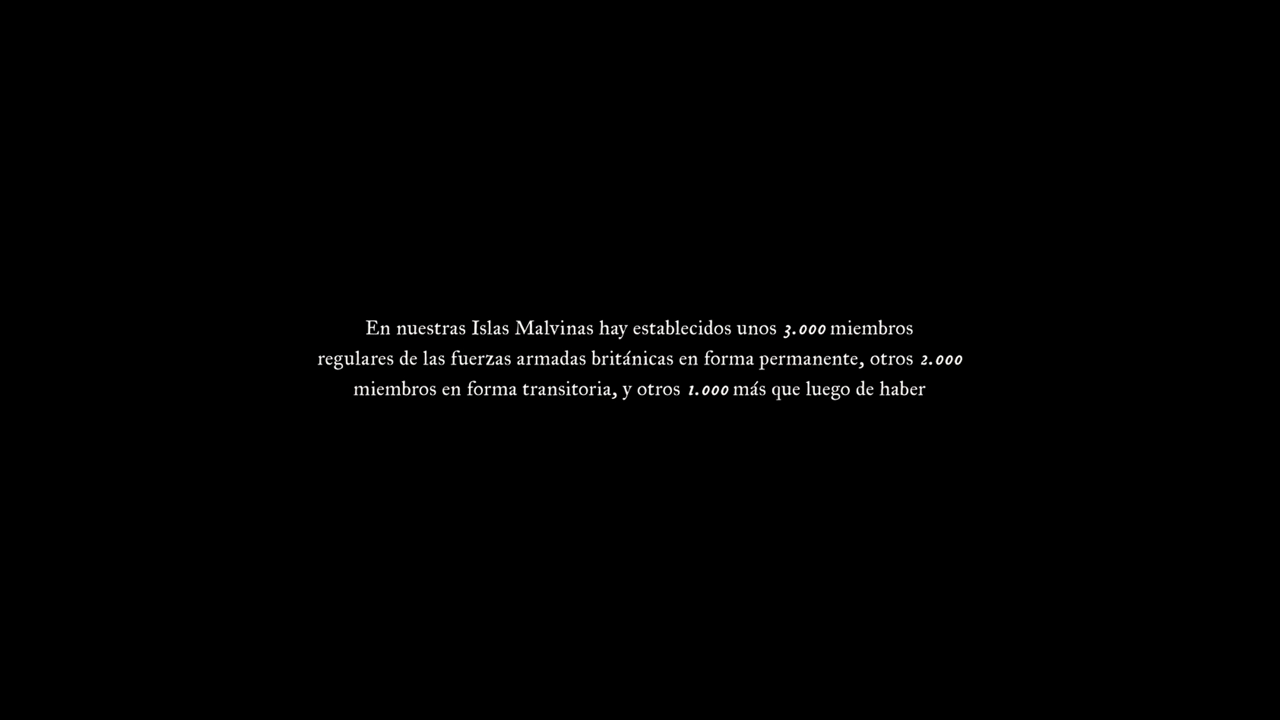 En nuestras Islas Malvinas hay establecidos unos 3.000 miembros
regulares de las fuerzas armadas británicas en forma permanente, otros 2.000
miembros en forma transitoria, y otros 1.000 más que luego de haber